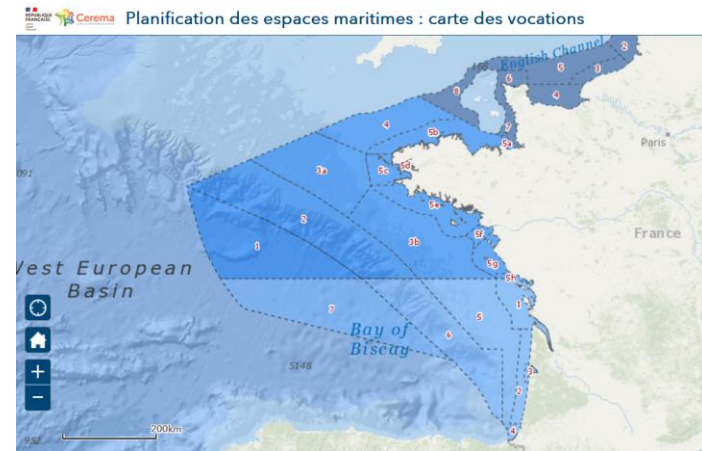 RÉPUBLIQUE
FRANÇAISE
Cerema
Planification des espaces maritimes : carte des vocations
English Channel
2
5
3
6
8
4
4
5b
7
5a
Paris
5d
3a
5c
2
5e
France
5f
3b
1
5g
West European
Basin
5h
1
7
5
Bay of
Biscay
6
5148
3
2
4
200km
+
−